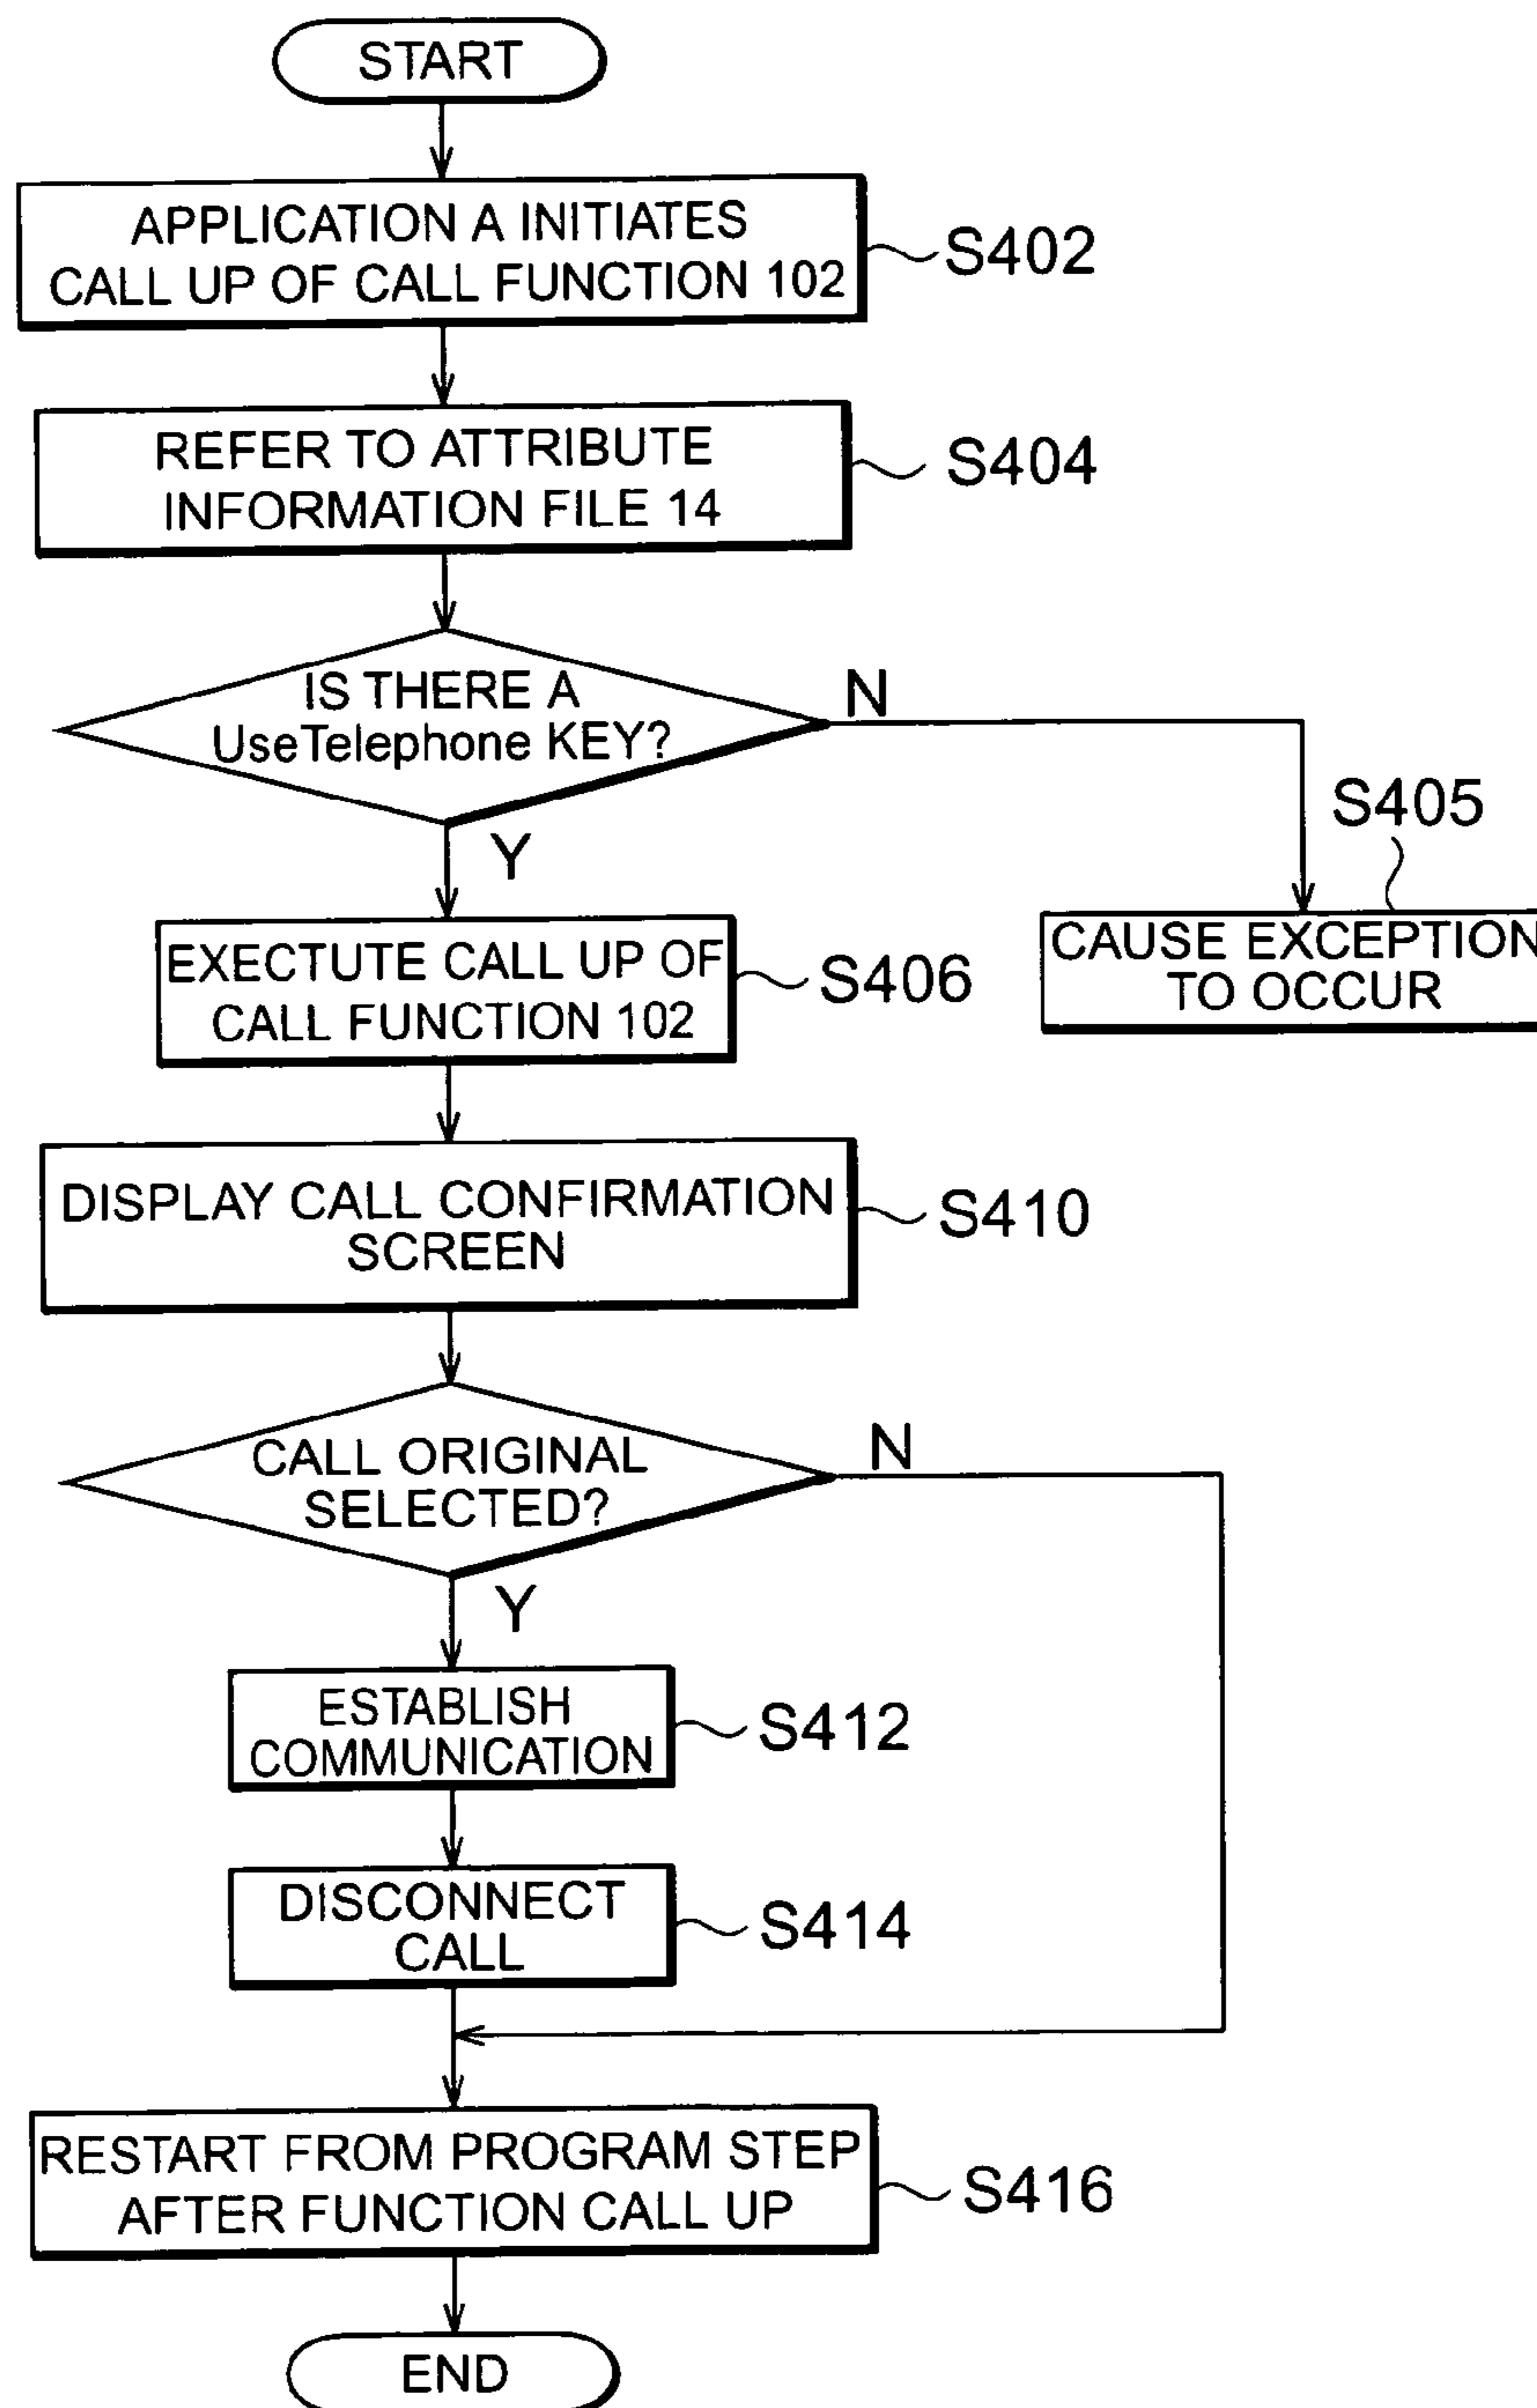 START
APPLICATION A INITIATES
CALL UP OF CALL FUNCTION 102
S402
REFER TO ATTRIBUTE
INFORMATION FILE 14
S404
IS THERE A
UseTelephone KEY?
N
Y
S405
CAUSE EXCEPTION
TO OCCUR
EXECTUTE CALL UP OF
CALL FUNCTION 102
S406
DISPLAY CALL CONFIRMATION
SCREEN
S410
CALL ORIGINAL
SELECTED?
N
Y
ESTABLISH
COMMUNICATION
S412
DISCONNECT
CALL
S414
RESTART FROM PROGRAM STEP
AFTER FUNCTION CALL UP
S416
END